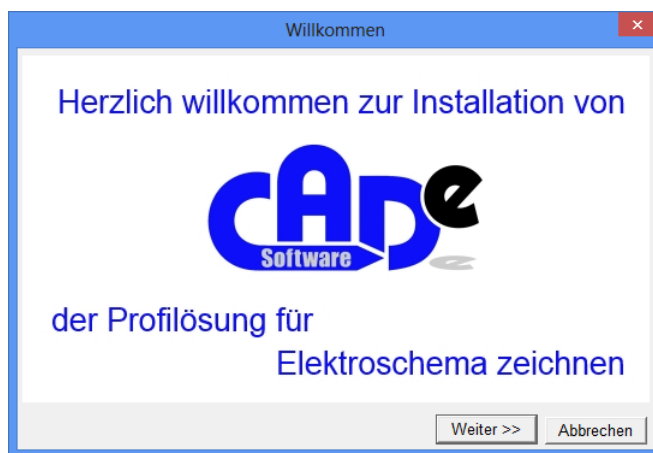 Willkommen
Herzlich willkommen zur Installation von
CADe
Software
der Profilösung für
Elektroschema zeichnen
Weiter >>
Abbrechen